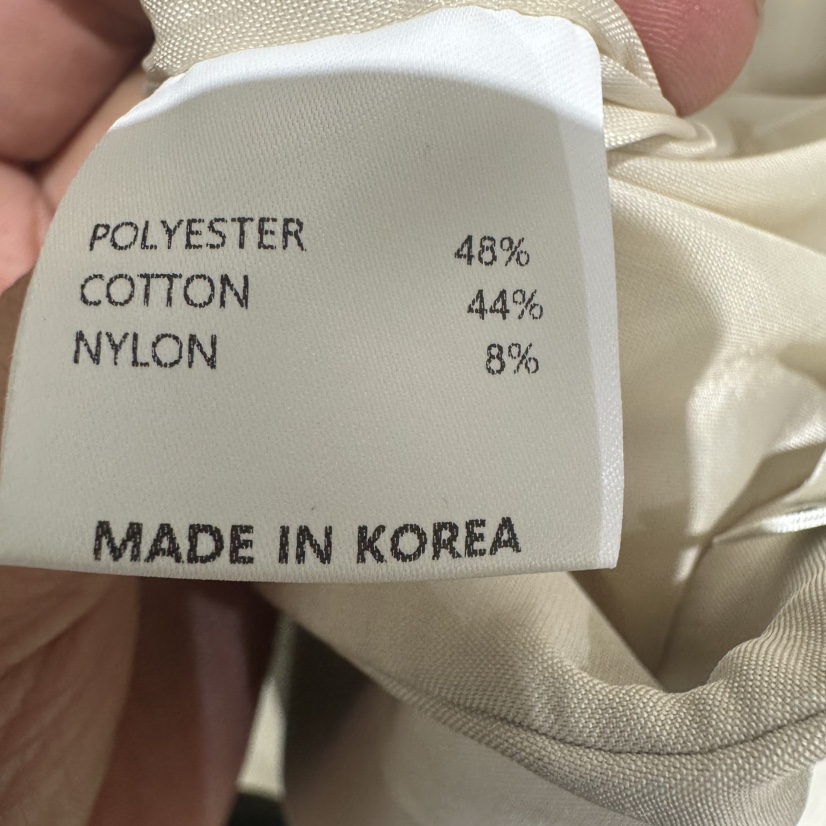 POLYESTER 48%
COTTON 44%
NYLON 8%
MADE IN KOREA